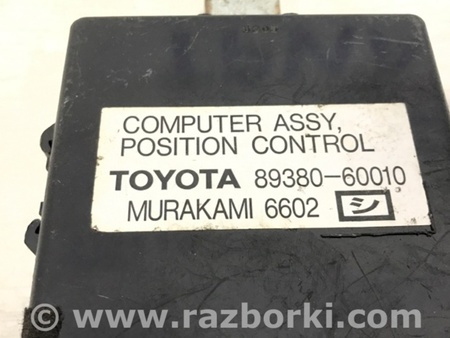 COMPUTER ASSY,
POSITION CONTROL
TOYOTA 89380-60010
MURAKAMI 6602 シ
© www.razborki.com